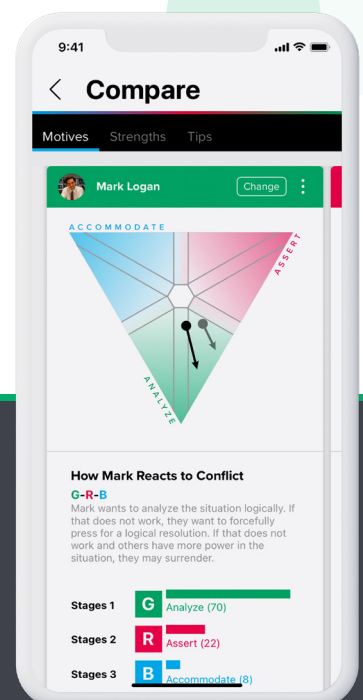 9:41
Compare
Motives Strengths Tips
Mark Logan Change
ACCOMMODATE
ASSERT
ANALYZE
How Mark Reacts to Conflict
G-R-B
Mark wants to analyze the situation logically. If
that does not work, they want to forcefully
press for a logical resolution. If that does not
work and others have more power in the
situation, they may surrender.
Stages 1 G Analyze (70)
Stages 2 R Assert (22)
Stages 3 B Accommodate (8)